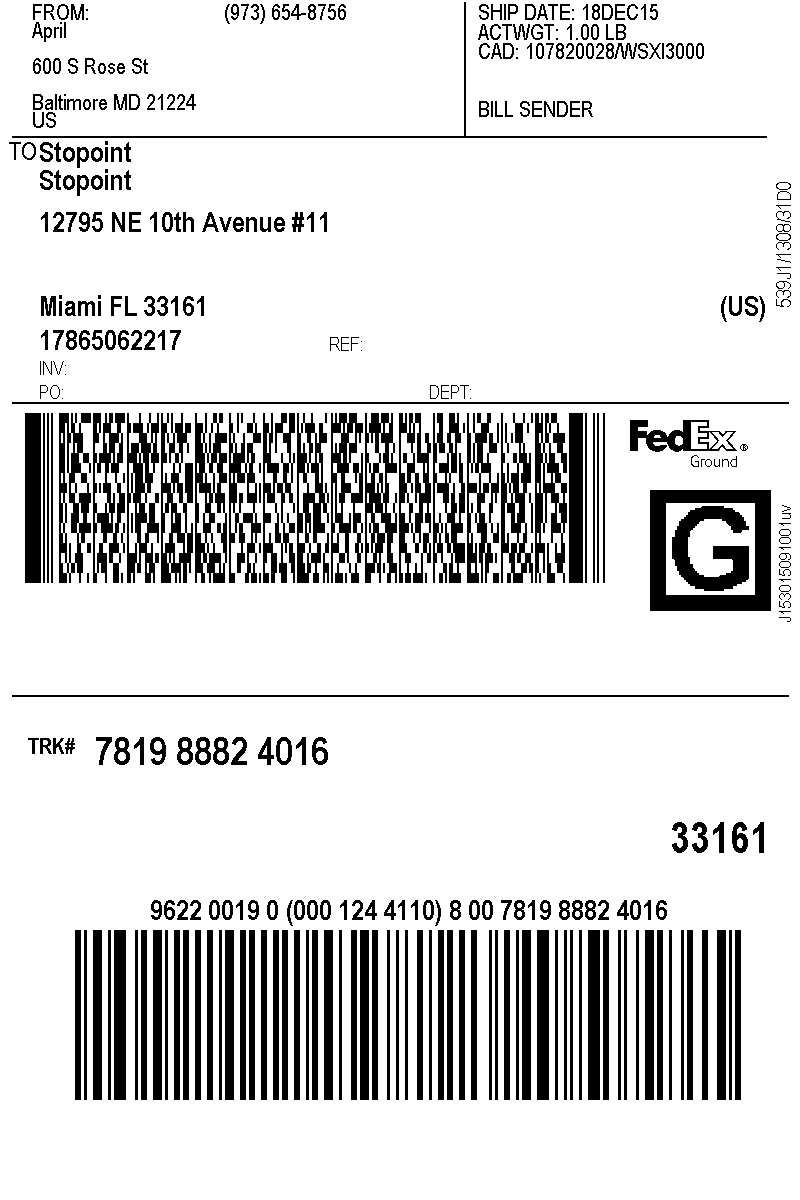 FROM: (973) 654-8756
April
600 S Rose St
Baltimore MD 21224
US
SHIP DATE: 18DEC15
ACTWGT: 1.00 LB
CAD: 107820028/WSXI3000
BILL SENDER
TO Stopoint
Stopoint
12795 NE 10th Avenue #11
Miami FL 33161 (US)
17865062217 REF:
INV:
PO: DEPT:
539J1/1308/31D0
FedEx®
Ground
G
J153015091001uv
TRK# 7819 8882 4016
33161
9622 0019 0 (000 124 4110) 8 00 7819 8882 4016